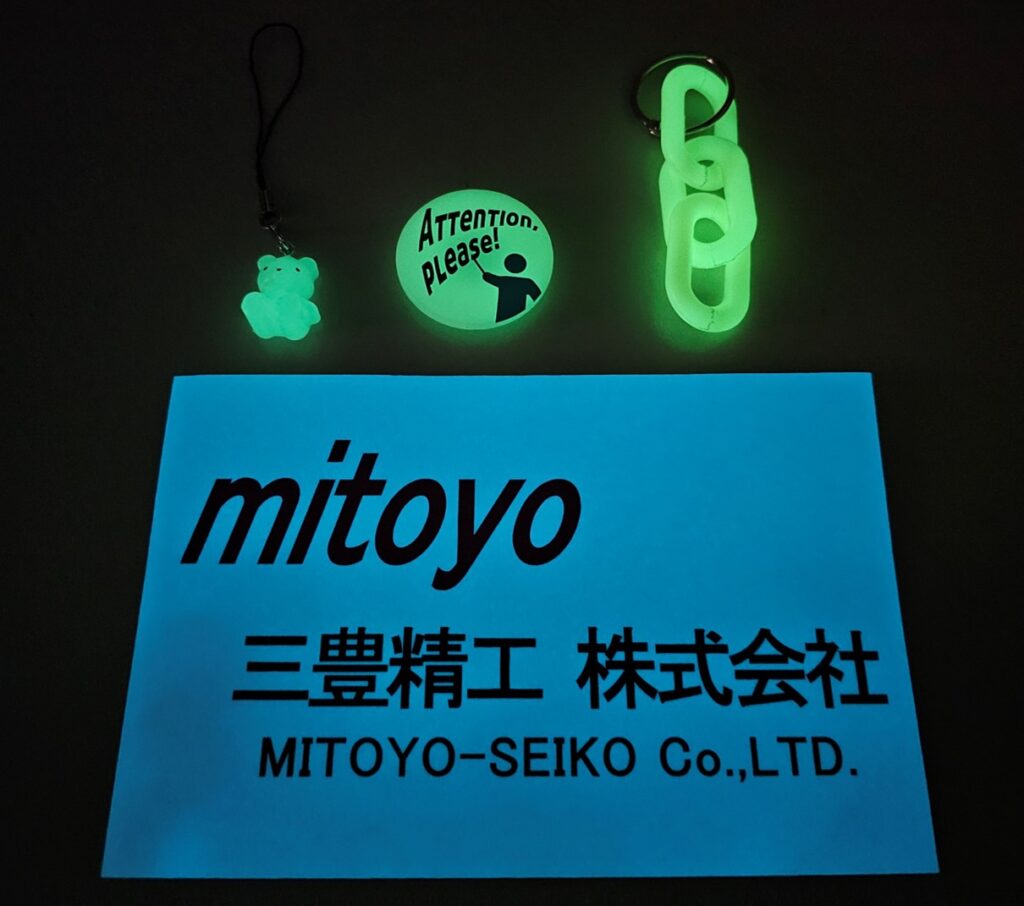 ATTENTION,
PLEASE!
mitoyo
三豊精工 株式会社
MITOYO-SEIKO Co.,LTD.